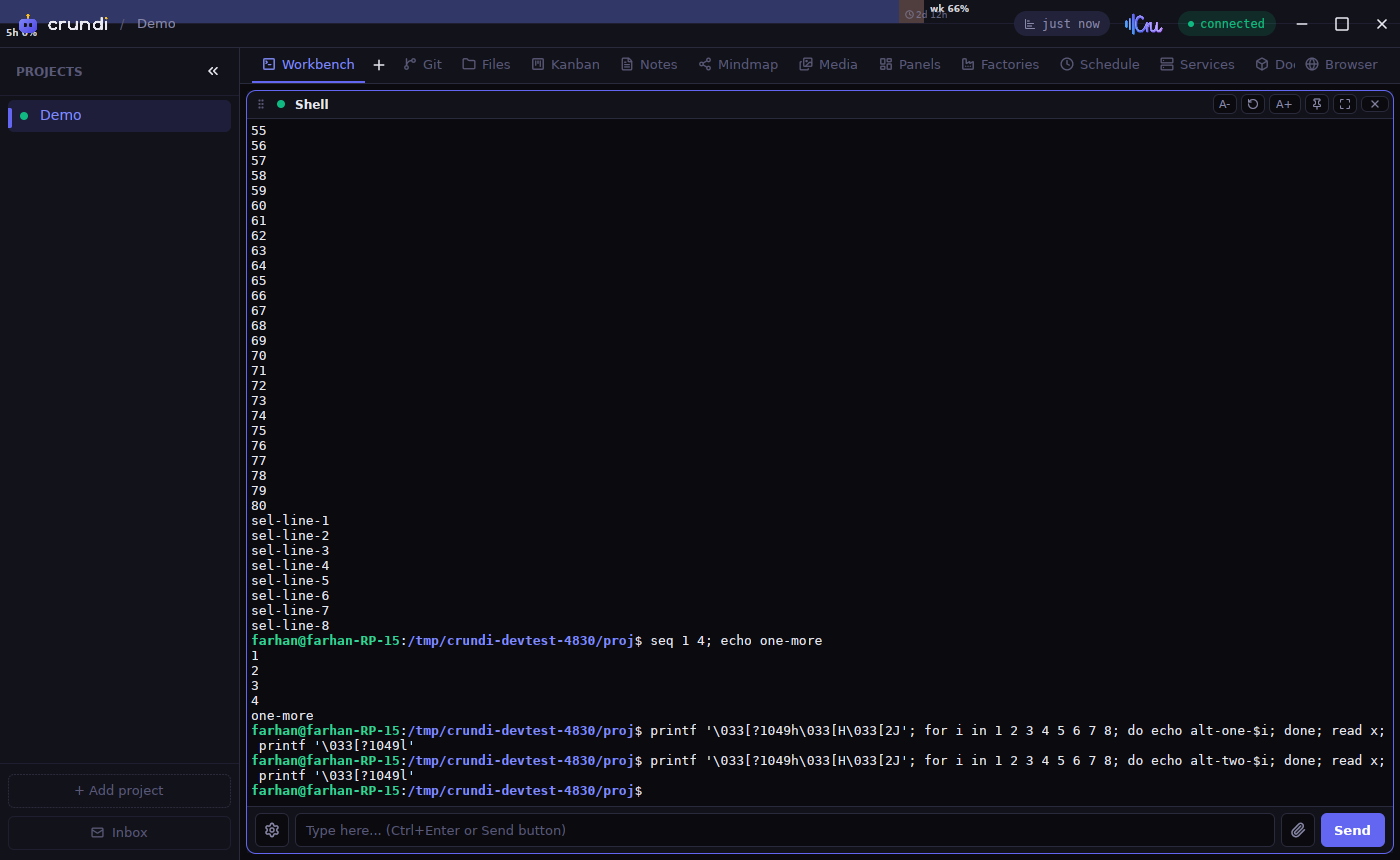 crundi / Demo
5h
2d 12h
wk 66%
just now
Cru
connected
PROJECTS
Demo
+ Add project
Inbox
Workbench
+
Git
Files
Kanban
Notes
Mindmap
Media
Panels
Factories
Schedule
Services
Do
Browser
Shell
A-
A+
55
56
57
58
59
60
61
62
63
64
65
66
67
68
69
70
71
72
73
74
75
76
77
78
79
80
sel-line-1
sel-line-2
sel-line-3
sel-line-4
sel-line-5
sel-line-6
sel-line-7
sel-line-8
farhan@farhan-RP-15:/tmp/crundi-devtest-4830/proj$ seq 1 4; echo one-more
1
2
3
4
one-more
farhan@farhan-RP-15:/tmp/crundi-devtest-4830/proj$ printf '\033[?1049h\033[H\033[2J'; for i in 1 2 3 4 5 6 7 8; do echo alt-one-$i; done; read x;
printf '\033[?1049l'
farhan@farhan-RP-15:/tmp/crundi-devtest-4830/proj$ printf '\033[?1049h\033[H\033[2J'; for i in 1 2 3 4 5 6 7 8; do echo alt-two-$i; done; read x;
printf '\033[?1049l'
farhan@farhan-RP-15:/tmp/crundi-devtest-4830/proj$
Type here... (Ctrl+Enter or Send button)
Send